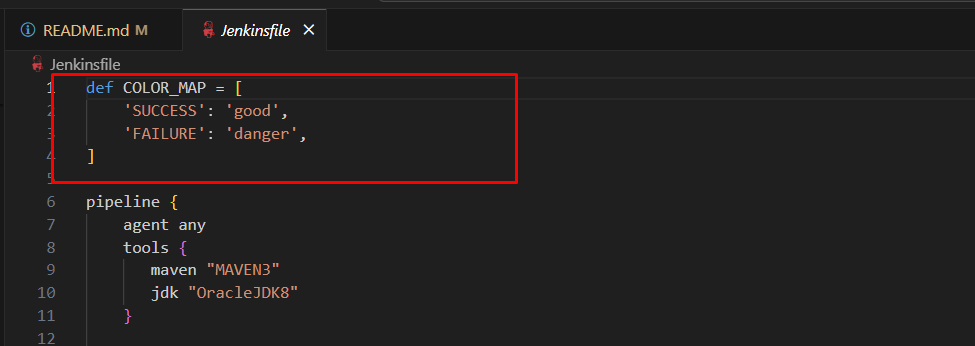 README.md M
Jenkinsfile
Jenkinsfile
1 def COLOR_MAP = [
2 'SUCCESS': 'good',
3 'FAILURE': 'danger',
4 ]
5
6 pipeline {
7 agent any
8 tools {
9 maven "MAVEN3"
10 jdk "OracleJDK8"
11 }
12